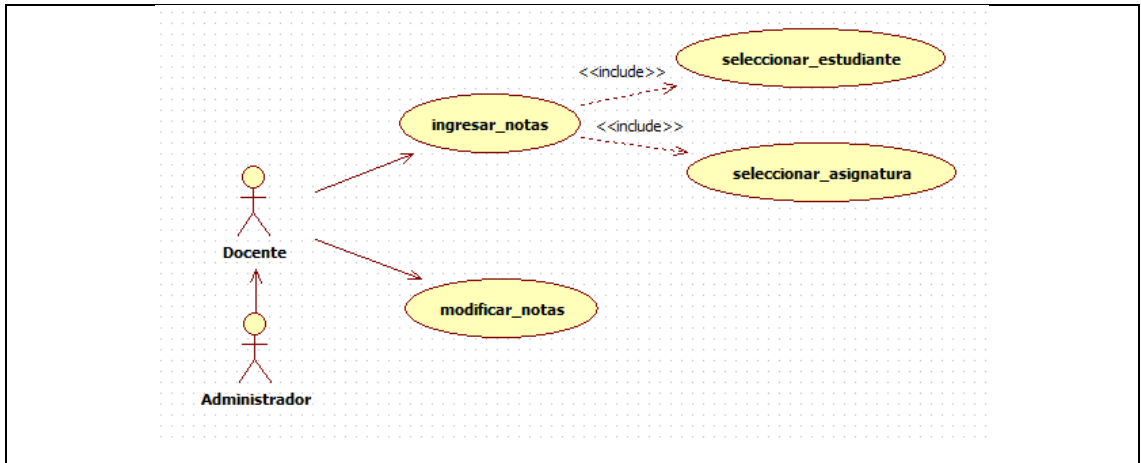 seleccionar_estudiante
<<include>>
ingresar_notas
<<include>>
seleccionar_asignatura
Docente
modificar_notas
Administrador